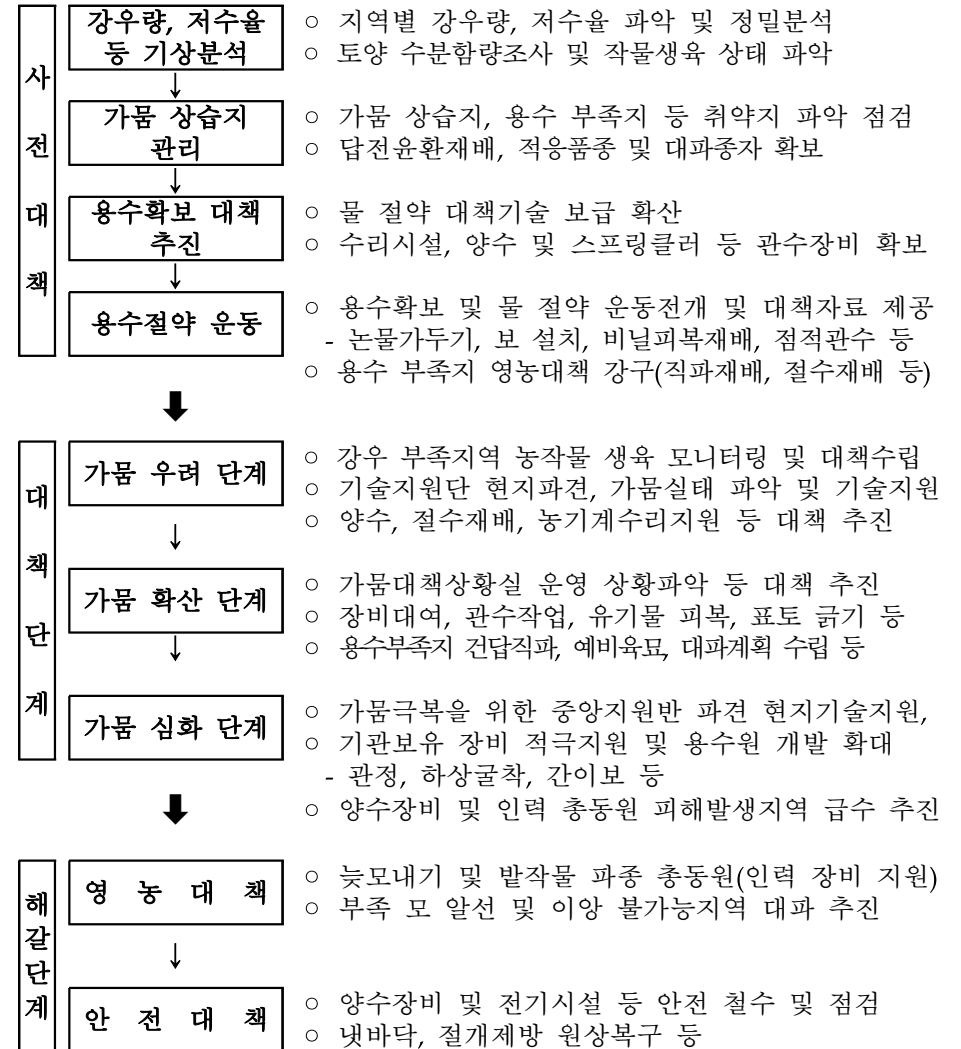 사전대책
강우량, 저수율
등 기상분석
○ 지역별 강우량, 저수율 파악 및 정밀분석
○ 토양 수분함량조사 및 작물생육 상태 파악
↓
가뭄 상습지
관리
○ 가뭄 상습지, 용수 부족지 등 취약지 파악 점검
○ 답전윤환재배, 적응품종 및 대파종자 확보
↓
용수확보 대책
추진
○ 물 절약 대책기술 보급 확산
○ 수리시설, 양수 및 스프링클러 등 관수장비 확보
↓
용수절약 운동
○ 용수확보 및 물 절약 운동전개 및 대책자료 제공
- 논물가두기, 보 설치, 비닐피복재배, 점적관수 등
○ 용수 부족지 영농대책 강구(직파재배, 절수재배 등)
대책단계
가뭄 우려 단계
○ 강우 부족지역 농작물 생육 모니터링 및 대책수립
○ 기술지원단 현지파견, 가뭄실태 파악 및 기술지원
○ 양수, 절수재배, 농기계수리지원 등 대책 추진
↓
가뭄 확산 단계
○ 가뭄대책상황실 운영 상황파악 등 대책 추진
○ 장비대여, 관수작업, 유기물 피복, 표토 긁기 등
○ 용수부족지 건답직파, 예비육묘, 대파계획 수립 등
↓
가뭄 심화 단계
○ 가뭄극복을 위한 중앙지원반 파견 현지기술지원,
○ 기관보유 장비 적극지원 및 용수원 개발 확대
- 관정, 하상굴착, 간이보 등
○ 양수장비 및 인력 총동원 피해발생지역 급수 추진
해갈단계
영 농 대 책
○ 늦모내기 및 밭작물 파종 총동원(인력 장비 지원)
○ 부족 모 알선 및 이앙 불가능지역 대파 추진
↓
안 전 대 책
○ 양수장비 및 전기시설 등 안전 철수 및 점검
○ 냇바닥, 절개제방 원상복구 등